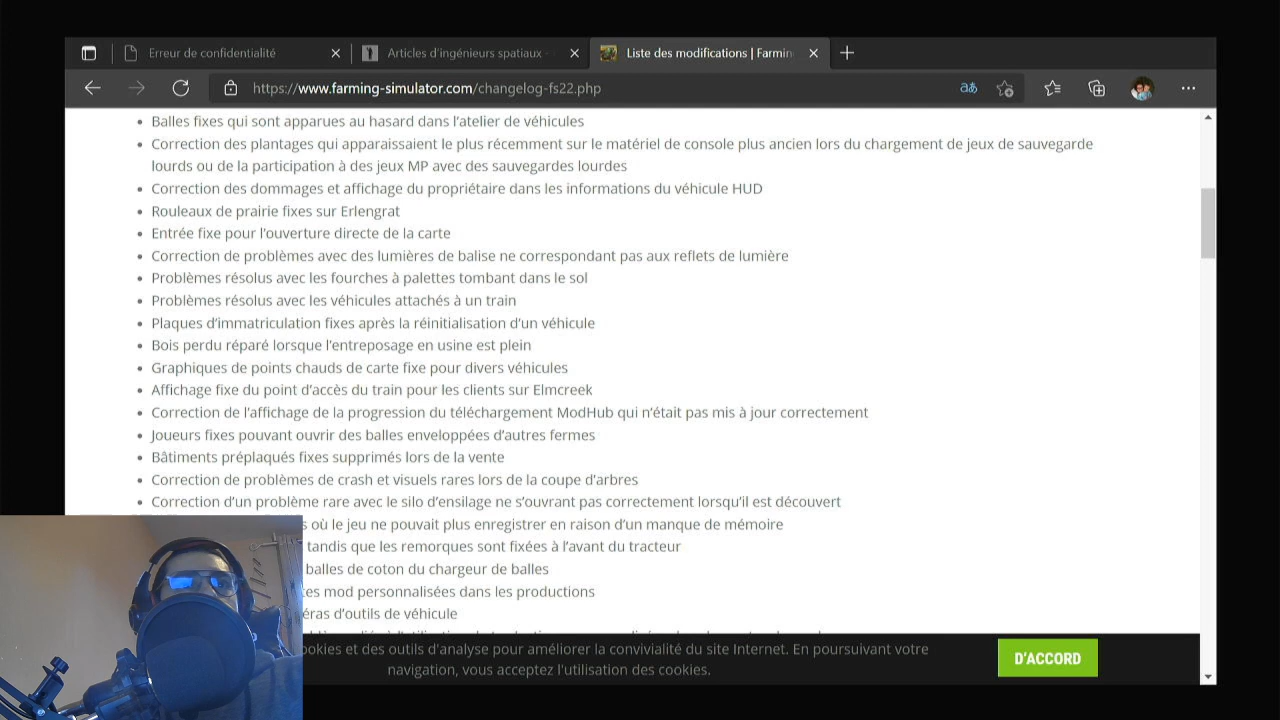 Erreur de confidentialité
Articles d'ingénieurs spatiaux -
Liste des modifications | Farmin
https://www.farming-simulator.com/changelog-fs22.php
Balles fixes qui sont apparues au hasard dans l'atelier de véhicules
Correction des plantages qui apparaissaient le plus récemment sur le matériel de console plus ancien lors du chargement de jeux de sauvegarde
lourds ou de la participation à des jeux MP avec des sauvegardes lourdes
Correction des dommages et affichage du propriétaire dans les informations du véhicule HUD
Rouleaux de prairie fixes sur Erlengrat
Entrée fixe pour l'ouverture directe de la carte
Correction de problèmes avec des lumières de balise ne correspondant pas aux reflets de lumière
Problèmes résolus avec les fourches à palettes tombant dans le sol
Problèmes résolus avec les véhicules attachés à un train
Plaques d'immatriculation fixes après la réinitialisation d'un véhicule
Bois perdu réparé lorsque l'entreposage en usine est plein
Graphiques de points chauds de carte fixe pour divers véhicules
Affichage fixe du point d'accès du train pour les clients sur Elmcreek
Correction de l'affichage de la progression du téléchargement ModHub qui n'était pas mis à jour correctement
Joueurs fixes pouvant ouvrir des balles enveloppées d'autres fermes
Bâtiments préplaqués fixes supprimés lors de la vente
Correction de problèmes de crash et visuels rares lors de la coupe d'arbres
Correction d'un problème rare avec le silo d'ensilage ne s'ouvrant pas correctement lorsqu'il est découvert
où le jeu ne pouvait plus enregistrer en raison d'un manque de mémoire
tandis que les remorques sont fixées à l'avant du tracteur
balles de coton du chargeur de balles
mod personnalisées dans les productions
d'outils de véhicule
et des outils d'analyse pour améliorer la convivialité du site Internet. En poursuivant votre
navigation, vous acceptez l'utilisation des cookies.
D'ACCORD